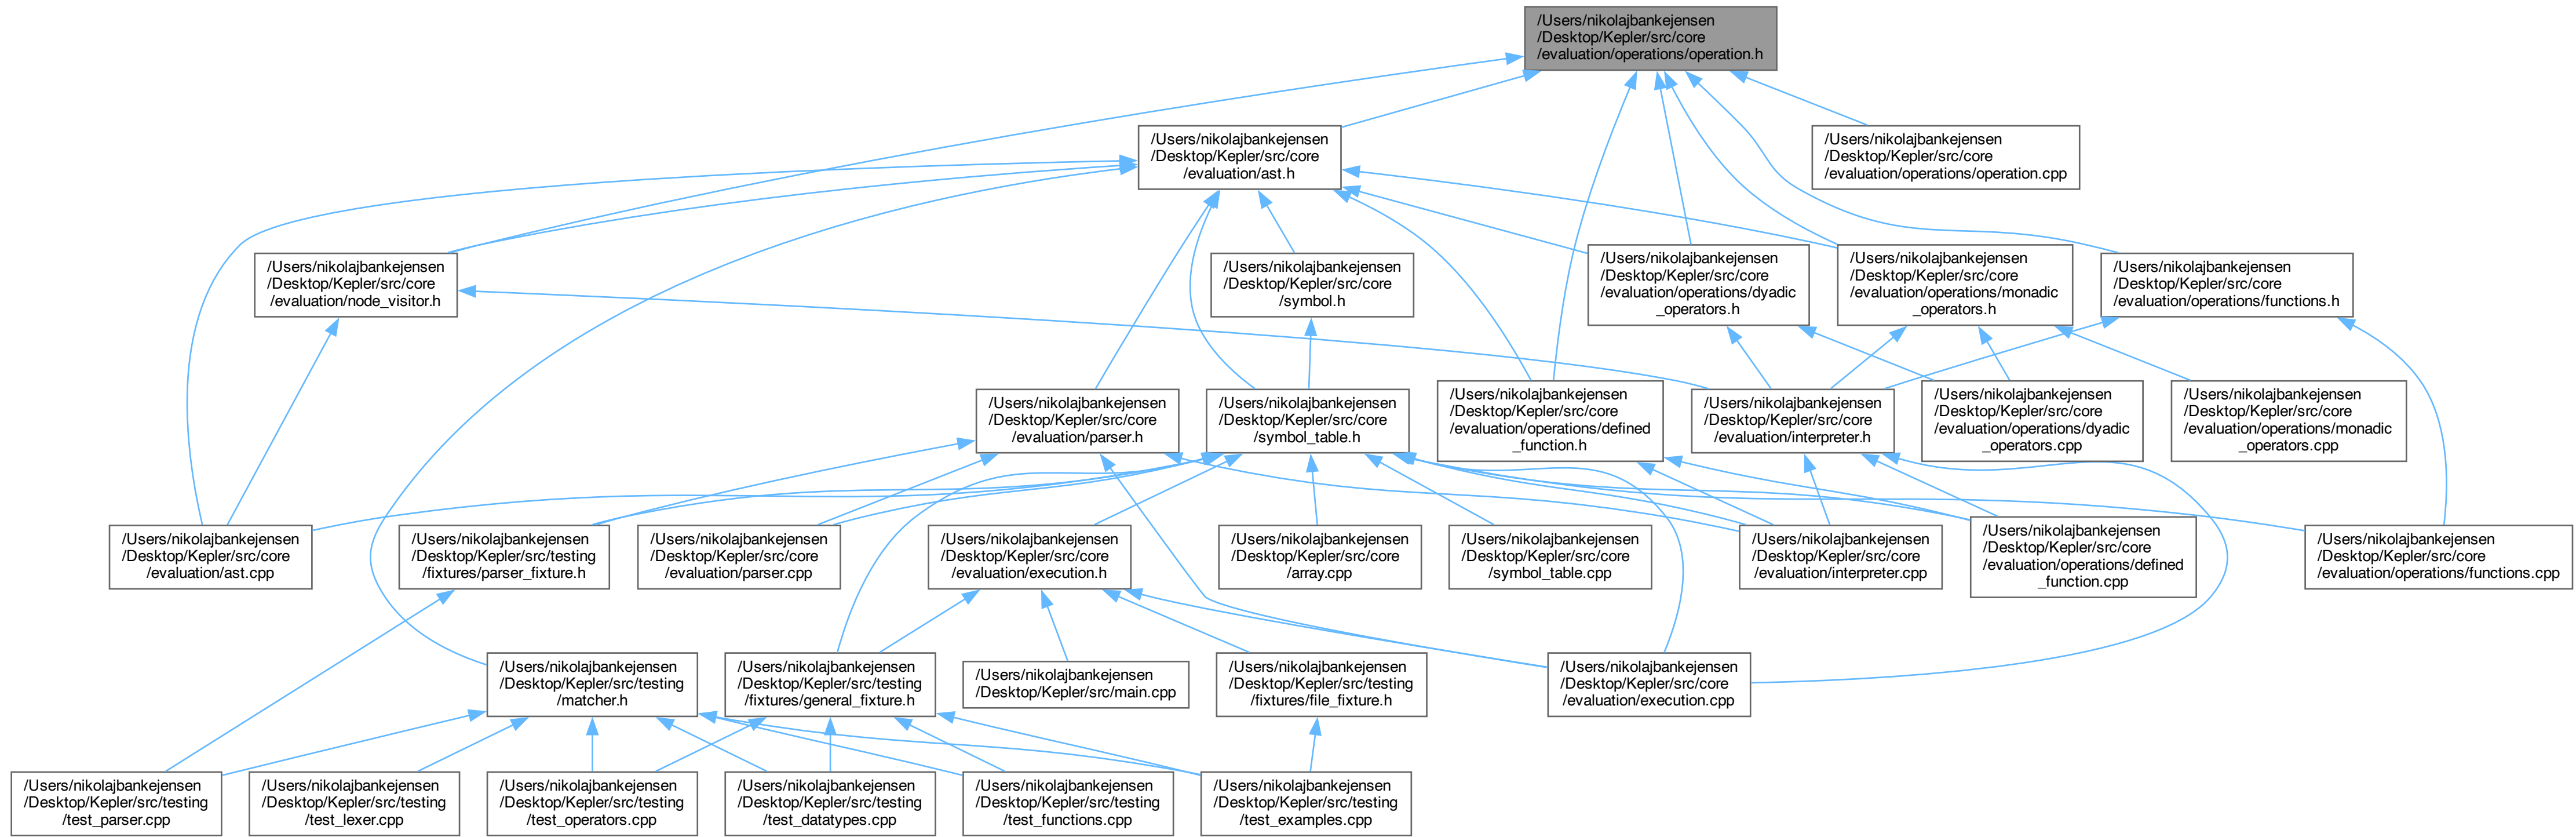 /Users/nikolajbankejensen
/Desktop/Kepler/src/core
/evaluation/operations/operation.h
/Users/nikolajbankejensen
/Desktop/Kepler/src/core
/evaluation/ast.h
/Users/nikolajbankejensen
/Desktop/Kepler/src/core
/evaluation/operations/operation.cpp
/Users/nikolajbankejensen
/Desktop/Kepler/src/core
/evaluation/node_visitor.h
/Users/nikolajbankejensen
/Desktop/Kepler/src/core
/symbol.h
/Users/nikolajbankejensen
/Desktop/Kepler/src/core
/evaluation/operations/dyadic
_operators.h
/Users/nikolajbankejensen
/Desktop/Kepler/src/core
/evaluation/operations/monadic
_operators.h
/Users/nikolajbankejensen
/Desktop/Kepler/src/core
/evaluation/operations/functions.h
/Users/nikolajbankejensen
/Desktop/Kepler/src/core
/evaluation/parser.h
/Users/nikolajbankejensen
/Desktop/Kepler/src/core
/symbol_table.h
/Users/nikolajbankejensen
/Desktop/Kepler/src/core
/evaluation/operations/defined
_function.h
/Users/nikolajbankejensen
/Desktop/Kepler/src/core
/evaluation/interpreter.h
/Users/nikolajbankejensen
/Desktop/Kepler/src/core
/evaluation/operations/dyadic
_operators.cpp
/Users/nikolajbankejensen
/Desktop/Kepler/src/core
/evaluation/operations/monadic
_operators.cpp
/Users/nikolajbankejensen
/Desktop/Kepler/src/core
/evaluation/ast.cpp
/Users/nikolajbankejensen
/Desktop/Kepler/src/testing
/fixtures/parser_fixture.h
/Users/nikolajbankejensen
/Desktop/Kepler/src/core
/evaluation/parser.cpp
/Users/nikolajbankejensen
/Desktop/Kepler/src/core
/evaluation/execution.h
/Users/nikolajbankejensen
/Desktop/Kepler/src/core
/array.cpp
/Users/nikolajbankejensen
/Desktop/Kepler/src/core
/symbol_table.cpp
/Users/nikolajbankejensen
/Desktop/Kepler/src/core
/evaluation/interpreter.cpp
/Users/nikolajbankejensen
/Desktop/Kepler/src/core
/evaluation/operations/defined
_function.cpp
/Users/nikolajbankejensen
/Desktop/Kepler/src/core
/evaluation/operations/functions.cpp
/Users/nikolajbankejensen
/Desktop/Kepler/src/testing
/matcher.h
/Users/nikolajbankejensen
/Desktop/Kepler/src/testing
/fixtures/general_fixture.h
/Users/nikolajbankejensen
/Desktop/Kepler/src/main.cpp
/Users/nikolajbankejensen
/Desktop/Kepler/src/testing
/fixtures/file_fixture.h
/Users/nikolajbankejensen
/Desktop/Kepler/src/core
/evaluation/execution.cpp
/Users/nikolajbankejensen
/Desktop/Kepler/src/testing
/test_parser.cpp
/Users/nikolajbankejensen
/Desktop/Kepler/src/testing
/test_lexer.cpp
/Users/nikolajbankejensen
/Desktop/Kepler/src/testing
/test_operators.cpp
/Users/nikolajbankejensen
/Desktop/Kepler/src/testing
/test_datatypes.cpp
/Users/nikolajbankejensen
/Desktop/Kepler/src/testing
/test_functions.cpp
/Users/nikolajbankejensen
/Desktop/Kepler/src/testing
/test_examples.cpp